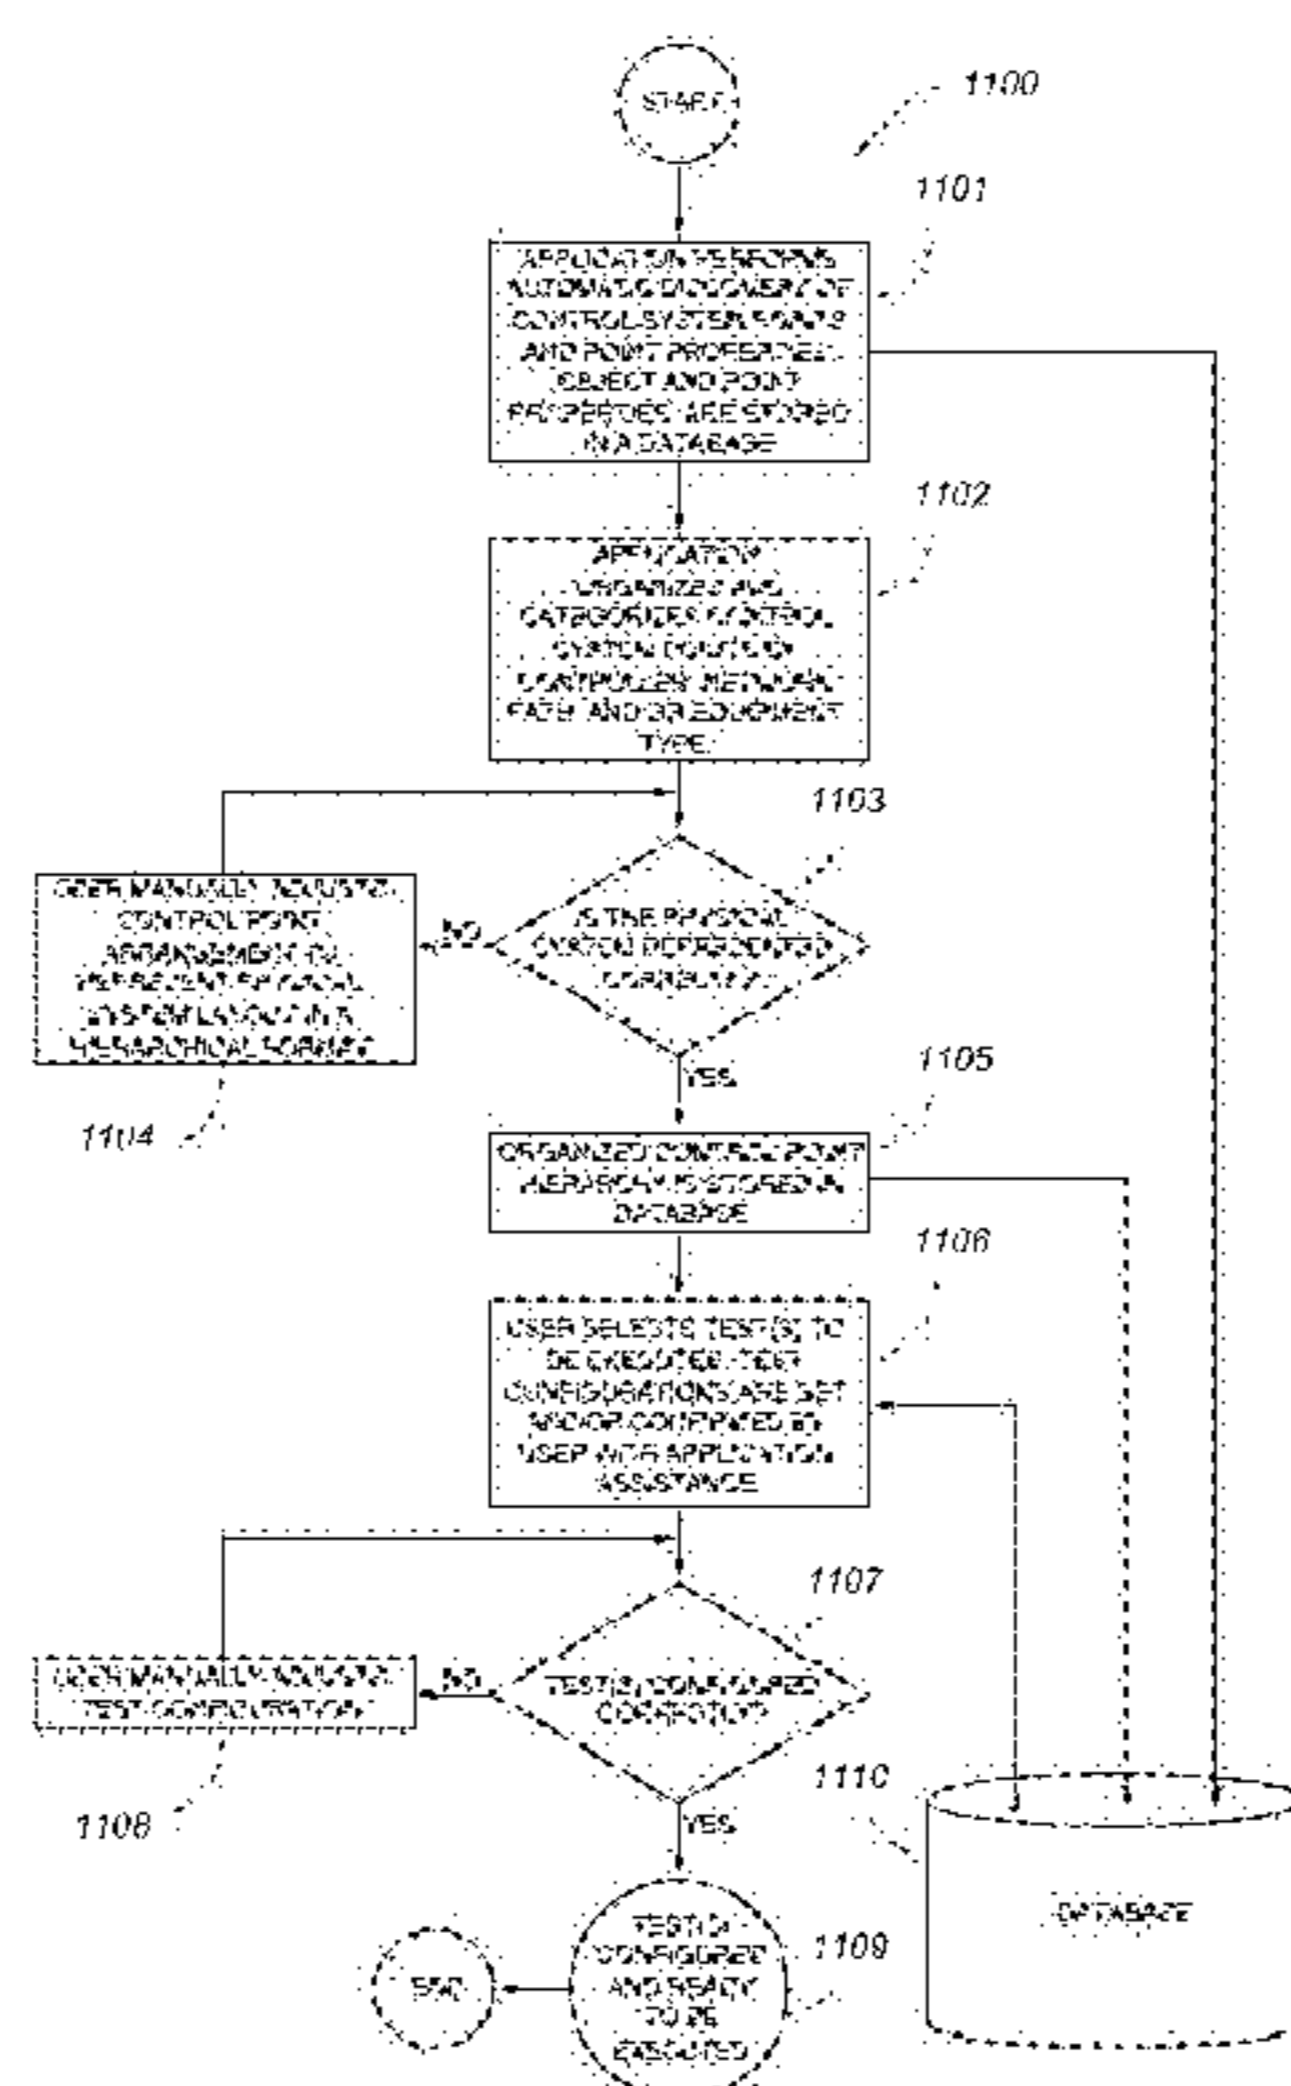 START
1100
1101
APPLICATION PERFORMS
AUTOMATIC DISCOVERY OF
CONTROL SYSTEM POINTS
AND POINT PROPERTIES.
OBJECT AND POINT
PROPERTIES ARE STORED
IN A DATABASE
1102
APPLICATION
ORGANIZES AND
CATEGORIZES CONTROL
SYSTEM POINTS BY
CONTROLLER NETWORK
PATH AND/OR EQUIPMENT
TYPE.
1103
IS THE PHYSICAL
SYSTEM REPRESENTED
CORRECTLY?
NO
USER MANUALLY ADJUSTS
CONTROL POINT
ARRANGEMENT TO
REPRESENT PHYSICAL
SYSTEM LAYOUT IN A
HIERARCHICAL FORMAT
1104
YES
1105
ORGANIZED CONTROL POINT
HIERARCHY IS STORED IN
DATABASE
1106
USER SELECTS TEST(S) TO
BE EXECUTED. TEST
CONFIGURATIONS ARE SET
AND/OR CONFIRMED BY
USER WITH APPLICATION
ASSISTANCE
1107
TEST(S) CONFIGURED
CORRECTLY?
NO
USER MANUALLY ADJUSTS
TEST CONFIGURATION
1108
YES
1110
DATABASE
1109
TEST(S)
CONFIGURED
AND READY
TO BE
EXECUTED
END